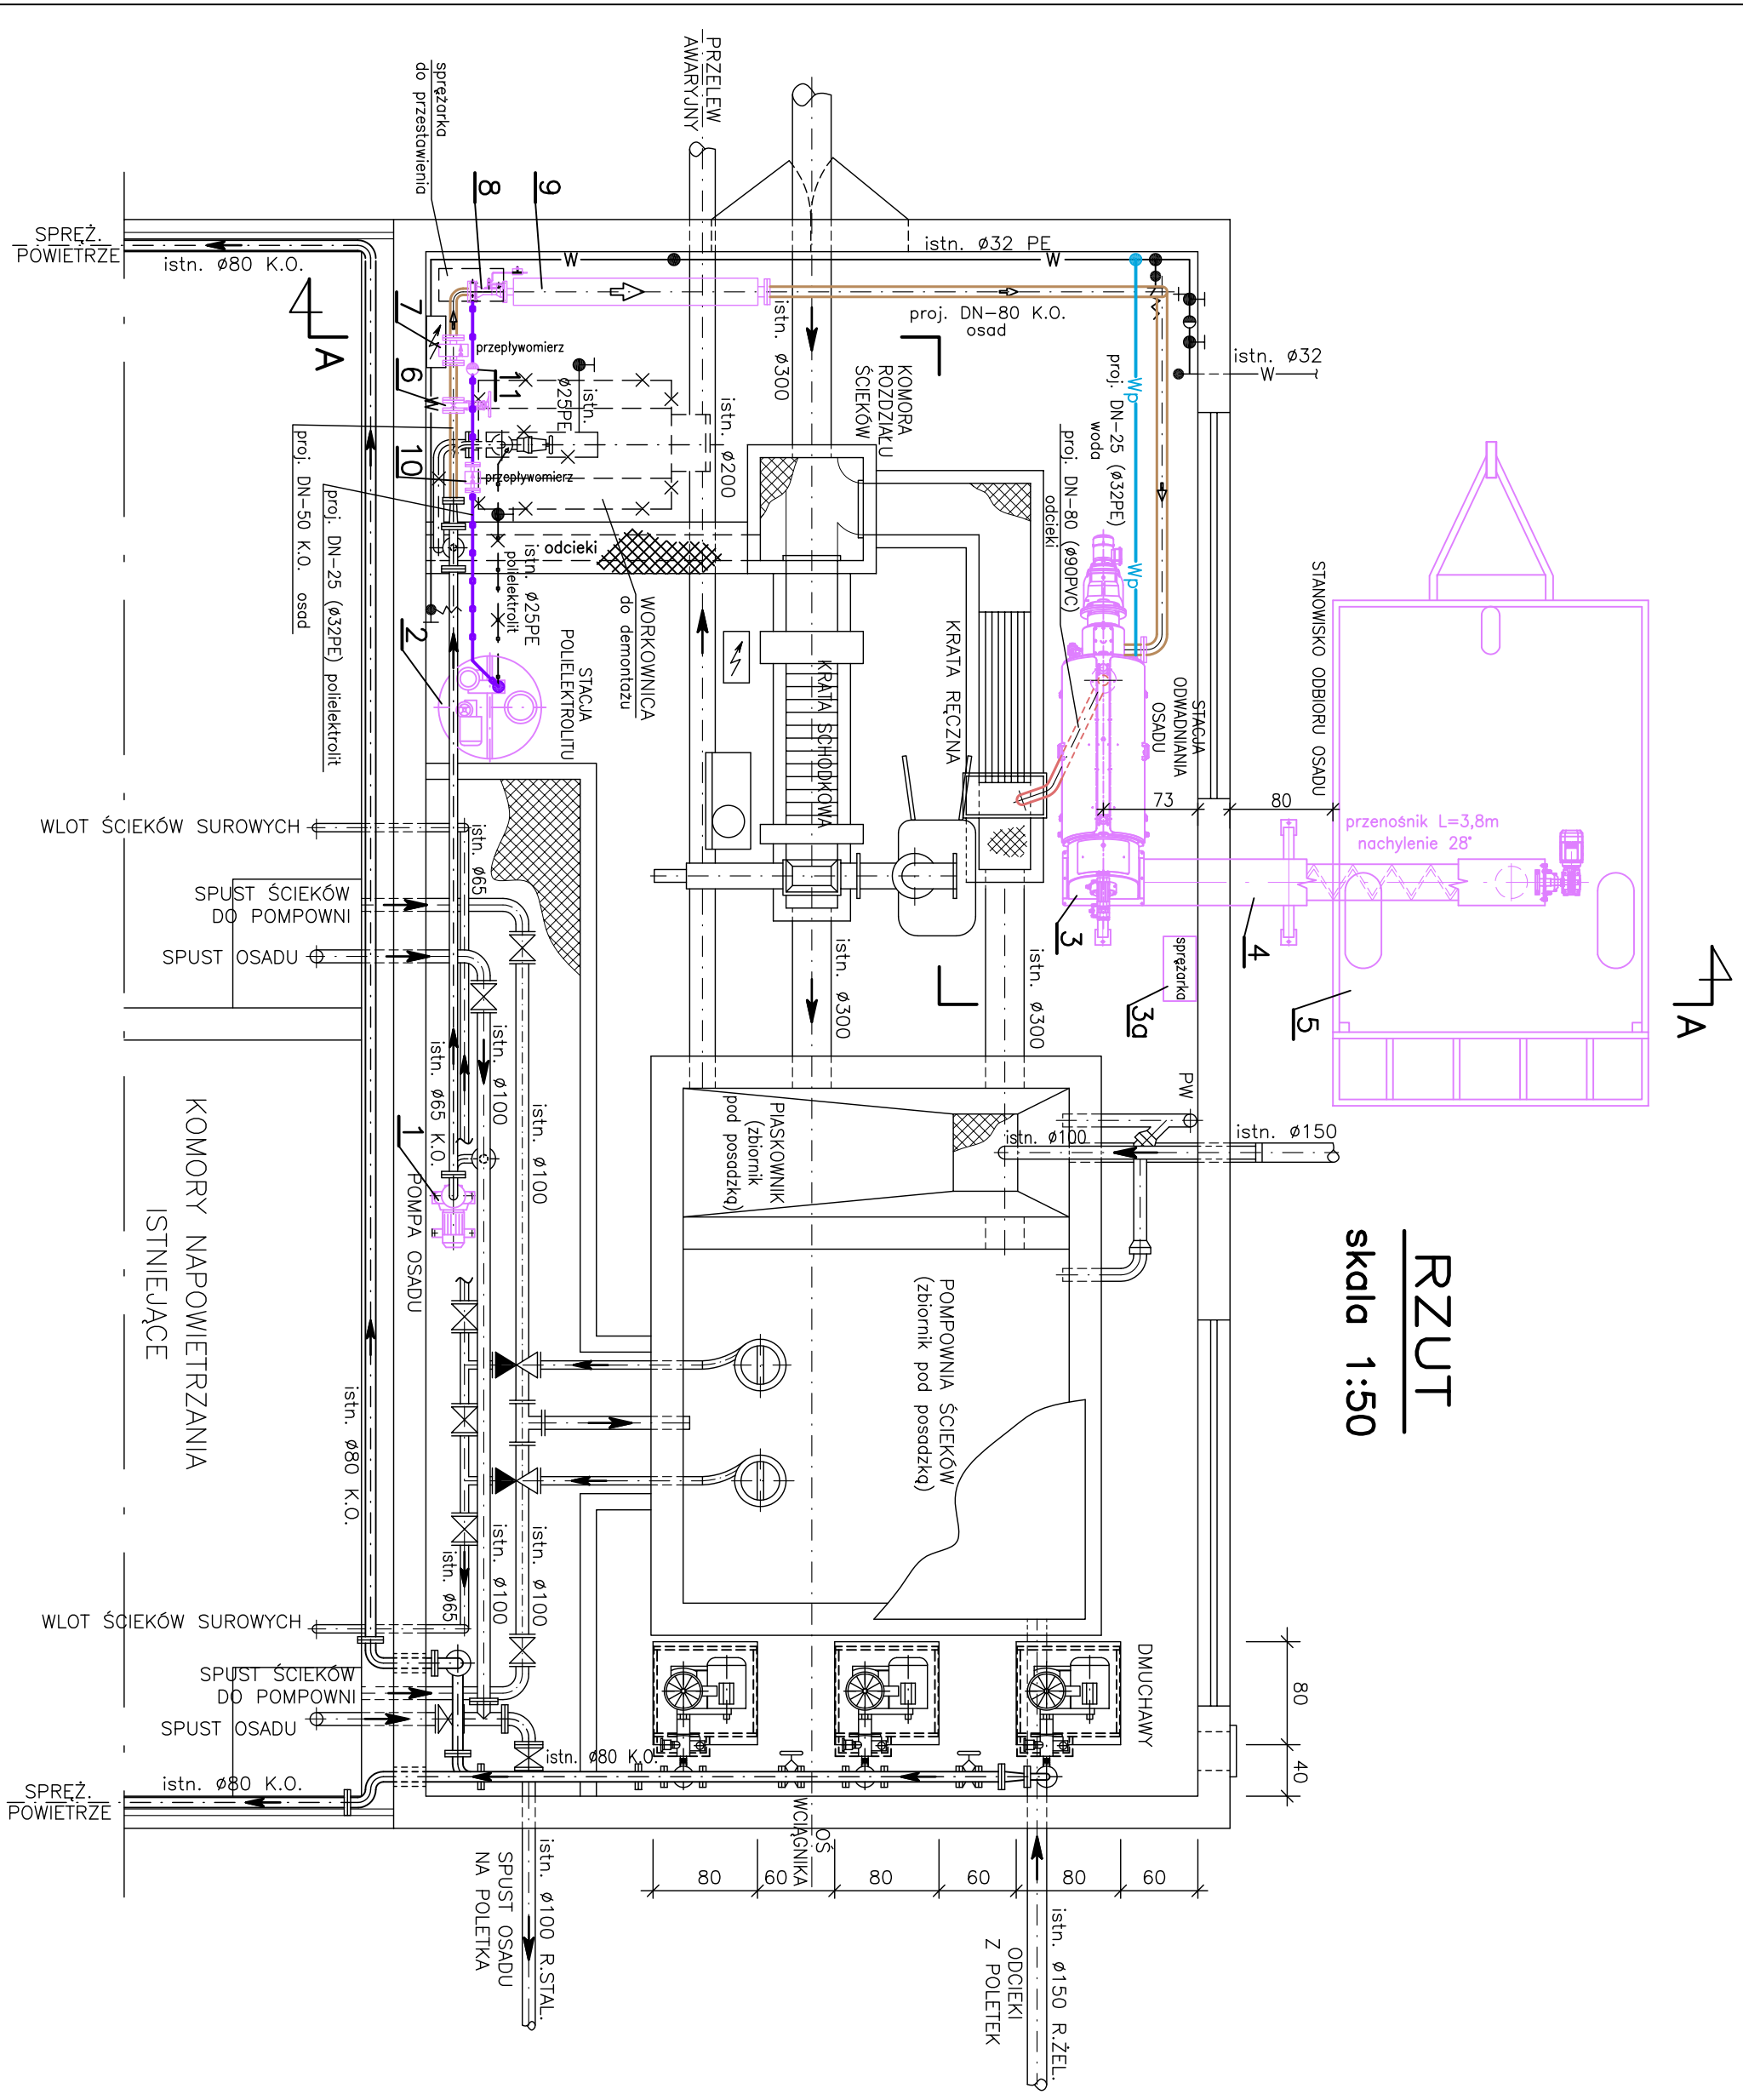 RZUT
skala 1:50
PRZELEW
AWARYJNY
sprężarka
do przestawienia
8
9
SPRĘŻ.
POWIETRZE
istn. Ø80 K.O.
A
7
6
11
10
2
przepływomierz
przepływomierz
istn. Ø32 PE
W
W
istn. Ø300
proj. DN-80 K.O.
osad
istn. Ø32
W
Wp
Wp
proj. DN-25 (Ø32PE)
woda
proj. DN-80 (Ø90PVC)
odcieki
KOMORA
ROZDZIAŁU
ŚCIEKÓW
istn. Ø200
istn.
Ø25PE
W
odcieki
istn. Ø25PE
polielektrolit
proj. DN-50 K.O. osad
proj. DN-25 (Ø32PE) polielektrolit
WORKOWNICA
do demontażu
STACJA
POLIELEKTROLITU
KRATA SCHODKOWA
KRATA RĘCZNA
STACJA
ODWADNIANIA
OSADU
STANOWISKO ODBIORU OSADU
73
80
przenośnik L=3,8m
nachylenie 28°
3
4
sprężarka
3a
5
A
WLOT ŚCIEKÓW SUROWYCH
istn. Ø65
SPUST ŚCIEKÓW
DO POMPOWNI
SPUST OSADU
istn. Ø300
istn. Ø300
istn. Ø100
istn. Ø65 K.O.
istn. Ø100
1
POMPA OSADU
KOMORY NAPOWIETRZANIA
ISTNIEJĄCE
PIASKOWNIK
(zbiornik
pod posadzką)
PW
istn. Ø100
istn. Ø150
POMPOWNIA ŚCIEKÓW
(zbiornik pod posadzką)
istn. Ø80 K.O.
istn. Ø65
istn. Ø100
istn. Ø100
WLOT ŚCIEKÓW SUROWYCH
SPUST ŚCIEKÓW
DO POMPOWNI
SPUST OSADU
DMUCHAWY
80
40
istn. Ø80 K.O.
SPRĘŻ.
POWIETRZE
istn. Ø80 K.O.
OŚ
WCIĄGNIKA
80
60
80
60
80
60
istn. Ø100 R.STAL.
SPUST OSADU
NA POLETKA
istn. Ø150 R.ŻEL.
ODCIEKI
Z POLETEK